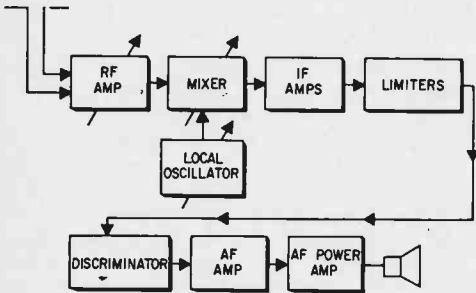 RF
AMP
MIXER
IF
AMPS
LIMITERS
LOCAL
OSCILLATOR
DISCRIMINATOR
AF
AMP
AF POWER
AMP